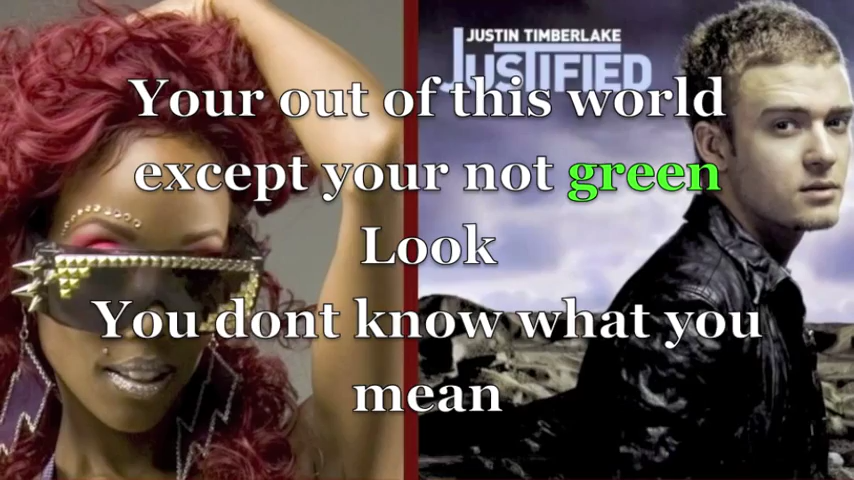 JUSTIN TIMBERLAKE
JUSTIFIED
Your out of this world
except your not green
Look
You dont know what you
mean